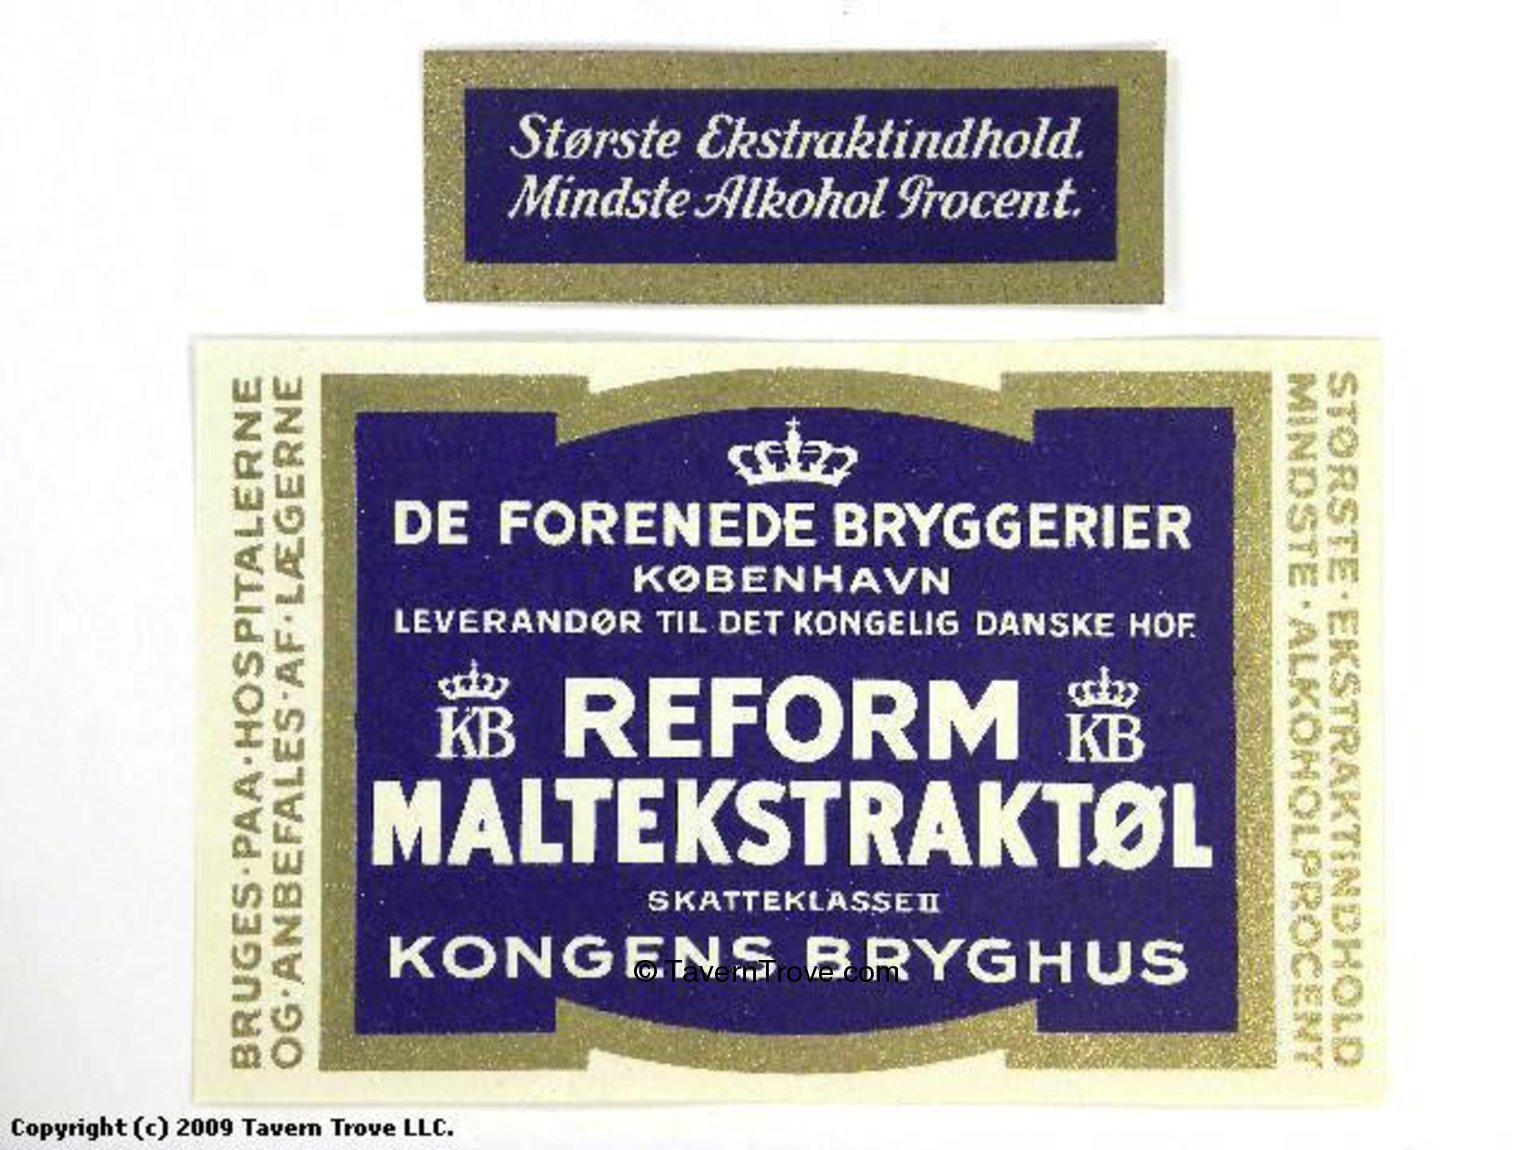 Største Ekstraktindhold.
Mindste Alkohol Procent.
BRUGES·PAA·HOSPITALERNE
OG·ANBEFALES·AF·LÆGERNE
DE FORENEDE BRYGGERIER
KØBENHAVN
LEVERANDØR TIL DET KONGELIG DANSKE HOF.
KB REFORM KB
MALTEKSTRAKTØL
SKATTEKLASSE II
KONGENS BRYGHUS
© TavernTrove.com
STØRSTE·EKSTRAKTINDHOLD
MINDSTE·ALKOHOLPROCENT
Copyright (c) 2009 Tavern Trove LLC.